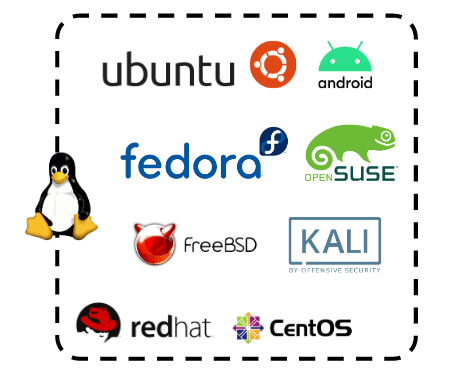 ubuntu
android
fedora
openSUSE
FreeBSD
KALI
BY OFFENSIVE SECURITY
redhat
CentOS